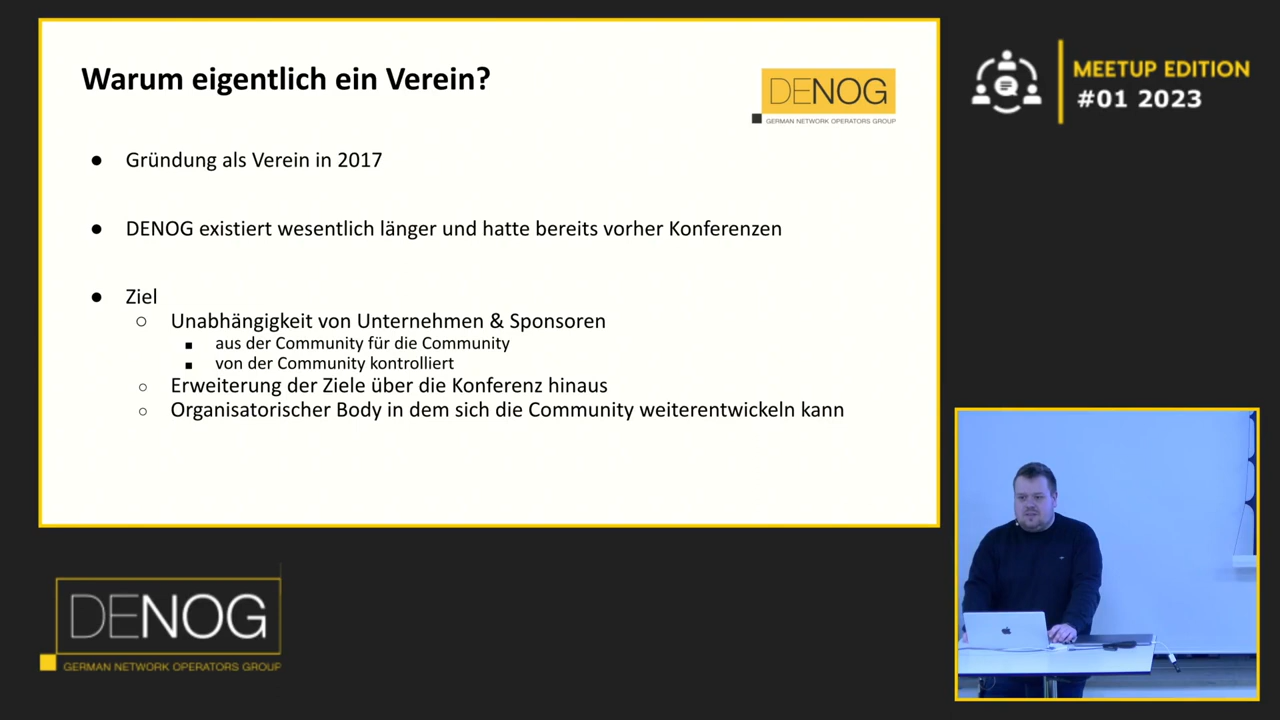 Warum eigentlich ein Verein?
DENOG
GERMAN NETWORK OPERATORS GROUP
● Gründung als Verein in 2017
● DENOG existiert wesentlich länger und hatte bereits vorher Konferenzen
● Ziel
○ Unabhängigkeit von Unternehmen & Sponsoren
■ aus der Community für die Community
■ von der Community kontrolliert
○ Erweiterung der Ziele über die Konferenz hinaus
○ Organisatorischer Body in dem sich die Community weiterentwickeln kann
MEETUP EDITION
#01 2023
DENOG
GERMAN NETWORK OPERATORS GROUP